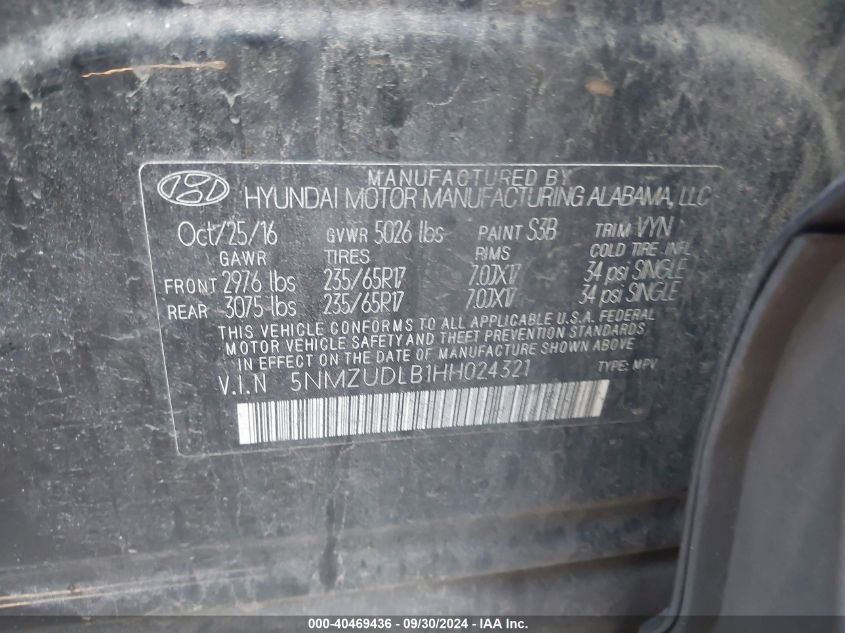 MANUFACTURED BY
HYUNDAI MOTOR MANUFACTURING ALABAMA, LLC
Oct/25/16 GVWR 5026 lbs PAINT S3B TRIM VYN
GAWR TIRES RIMS COLD TIRE INFL
FRONT 2976 lbs 235/65R17 7.0JX17 34 psi SINGLE
REAR 3075 lbs 235/65R17 7.0JX17 34 psi SINGLE
THIS VEHICLE CONFORMS TO ALL APPLICABLE U.S.A. FEDERAL
MOTOR VEHICLE SAFETY AND THEFT PREVENTION STANDARDS
IN EFFECT ON THE DATE OF MANUFACTURE SHOWN ABOVE.
V.I.N 5NMZUDLB1HH024321 TYPE: MPV
000-40469436 - 09/30/2024 - IAA Inc.